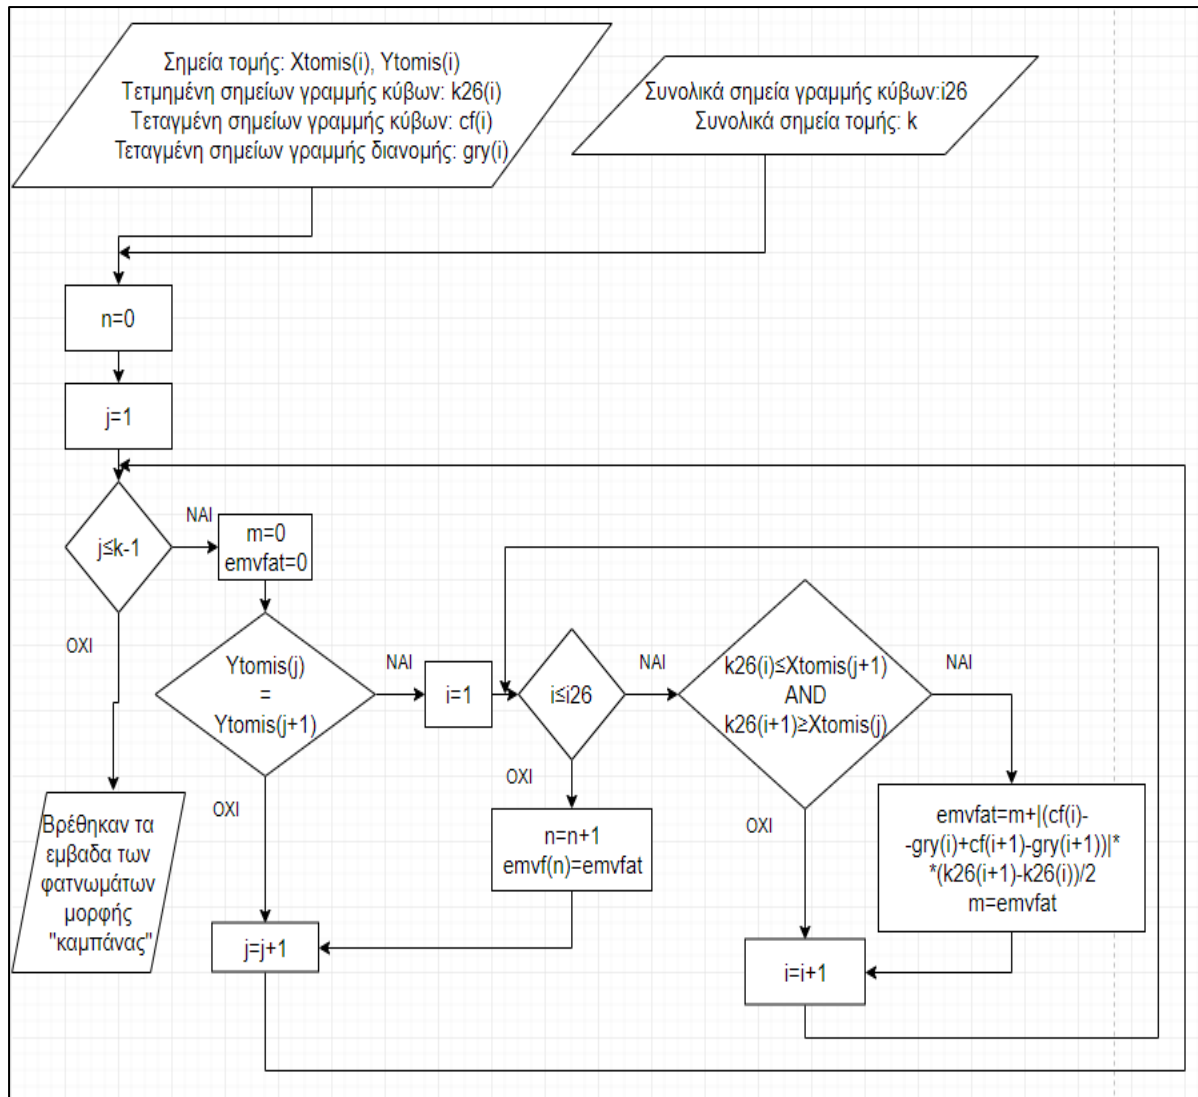 Σημεία τομής: Xtomis(i), Ytomis(i)
Τετμημένη σημείων γραμμής κύβων: k26(i)
Τεταγμένη σημείων γραμμής κύβων: cf(i)
Τεταγμένη σημείων γραμμής διανομής: gry(i)
Συνολικά σημεία γραμμής κύβων:i26
Συνολικά σημεία τομής: k
n=0
j=1
j≤k-1
ΝΑΙ
m=0
emvfat=0
ΟΧΙ
Ytomis(j)
=
Ytomis(j+1)
ΝΑΙ
i=1
i≤i26
ΝΑΙ
k26(i)≤Xtomis(j+1)
AND
k26(i+1)≥Xtomis(j)
ΝΑΙ
ΟΧΙ
ΟΧΙ
ΟΧΙ
Βρέθηκαν τα
εμβαδα των
φατνωμάτων
μορφής
"καμπάνας"
n=n+1
emvf(n)=emvfat
emvfat=m+|(cf(i)-
-gry(i)+cf(i+1)-gry(i+1))|*
*(k26(i+1)-k26(i))/2
m=emvfat
j=j+1
i=i+1